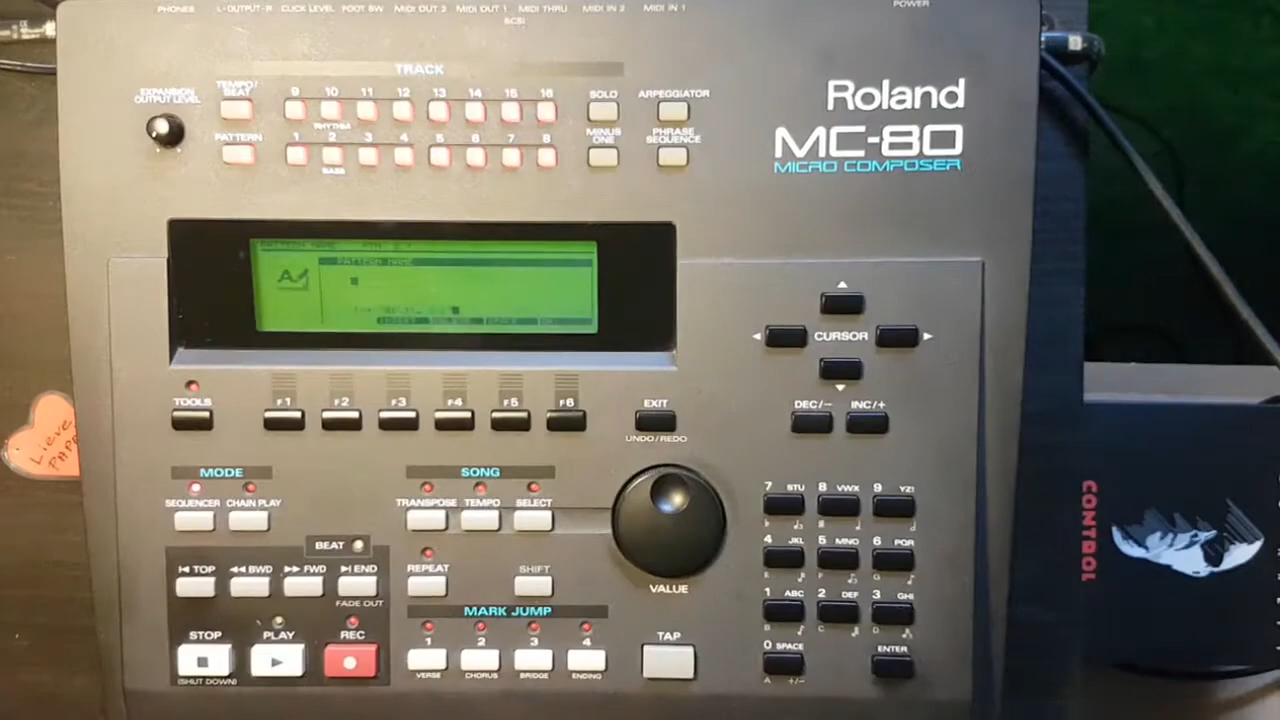 PHONES L-OUTPUT-R CLICK LEVEL FOOT SW MIDI OUT 2 MIDI OUT 1 MIDI THRU MIDI IN 2 MIDI IN 1 POWER
SCSI
TRACK
EXPANSION
OUTPUT LEVEL
TEMPO/
BEAT
9 10 11 12 13 14 15 16
RHYTHM
SOLO
ARPEGGIATOR
PATTERN
1 2 3 4 5 6 7 8
BASS
MINUS
ONE
PHRASE
SEQUENCE
Roland
MC-80
MICRO COMPOSER
PATTERN NAME
PATTERN NAME
CURSOR
TOOLS
F1 F2 F3 F4 F5 F6
EXIT
UNDO/REDO
DEC/- INC/+
Lieve
PAPA
MODE
SEQUENCER CHAIN PLAY
SONG
TRANSPOSE TEMPO SELECT
BEAT
TOP BWD FWD END
FADE OUT
REPEAT
SHIFT
VALUE
STOP
(SHUT DOWN)
PLAY
REC
MARK JUMP
1 2 3 4
VERSE CHORUS BRIDGE ENDING
TAP
7 STU 8 VWX 9 YZ!
4 JKL 5 MNO 6 PQR
E F G
1 ABC 2 DEF 3 GHI
B C D
0 SPACE
A +/-
ENTER
CONTROL